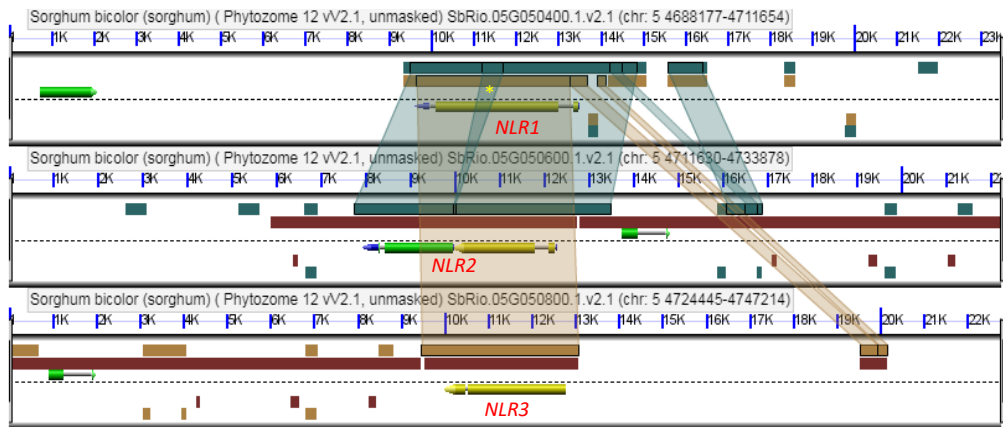 Sorghum bicolor (sorghum) ( Phytozome 12 vV2.1, unmasked) SbRio.05G050400.1.v2.1 (chr: 5 4688177-4711654)
1K 2K 3K 4K 5K 6K 7K 8K 9K 10K 11K 12K 13K 14K 15K 16K 17K 18K 19K 20K 21K 22K 23K
*
NLR1
Sorghum bicolor (sorghum) ( Phytozome 12 vV2.1, unmasked) SbRio.05G050600.1.v2.1 (chr: 5 4711630-4733878)
1K 2K 3K 4K 5K 6K 7K 8K 9K 10K 11K 12K 13K 14K 15K 16K 17K 18K 19K 20K 21K
NLR2
Sorghum bicolor (sorghum) ( Phytozome 12 vV2.1, unmasked) SbRio.05G050800.1.v2.1 (chr: 5 4724445-4747214)
1K 2K 3K 4K 5K 6K 7K 8K 9K 10K 11K 12K 13K 14K 15K 16K 17K 18K 19K 20K 21K 22K
NLR3